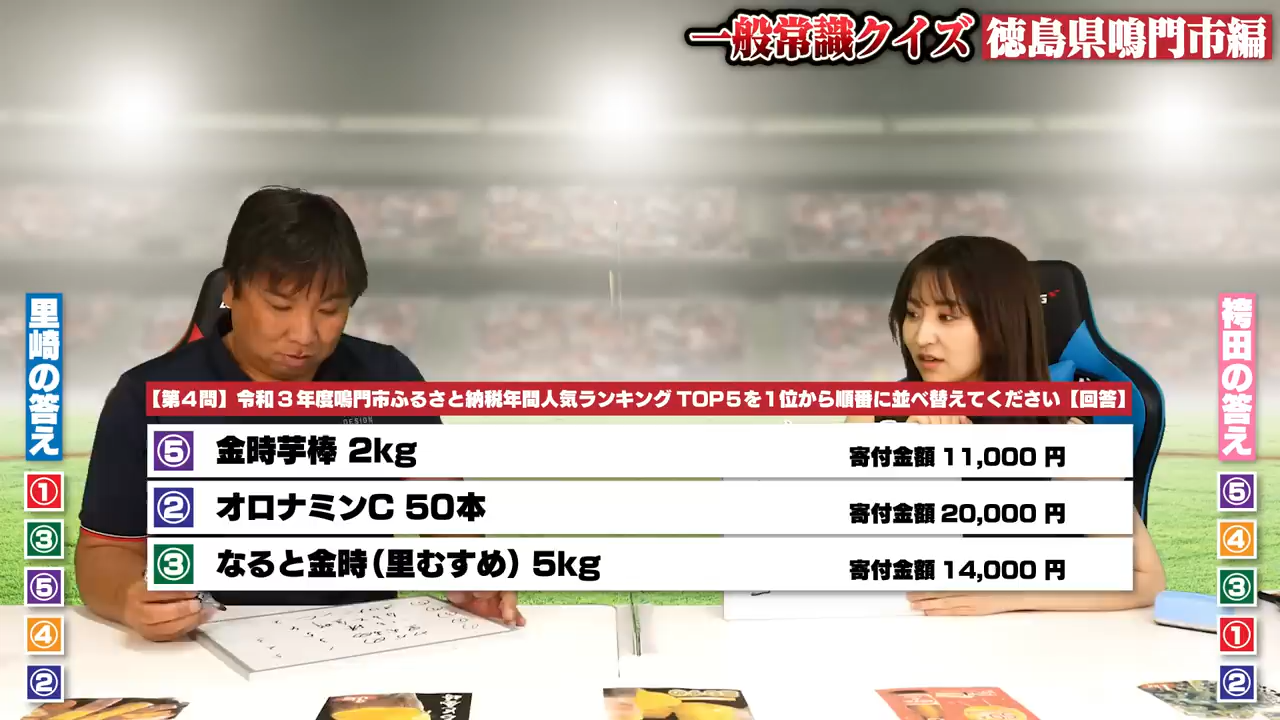 一般常識クイズ 徳島県鳴門市編
里崎の答え
①
③
⑤
④
②
【第4問】令和3年度鳴門市ふるさと納税年間人気ランキングTOP5を1位から順番に並べ替えてください【回答】
⑤ 金時芋棒 2kg 寄付金額 11,000 円
② オロナミンC 50本 寄付金額 20,000 円
③ なると金時(里むすめ) 5kg 寄付金額 14,000 円
袴田の答え
⑤
④
③
①
②